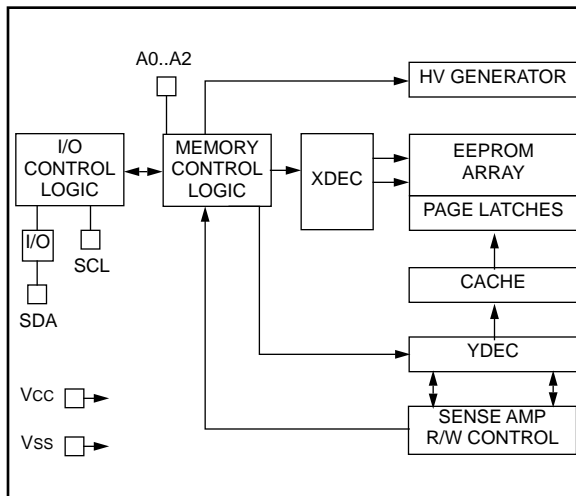 A0..A2
HV GENERATOR
I/O
CONTROL
LOGIC
MEMORY
CONTROL
LOGIC
XDEC
EEPROM
ARRAY
PAGE LATCHES
I/O
SCL
SDA
CACHE
YDEC
VCC
VSS
SENSE AMP
R/W CONTROL